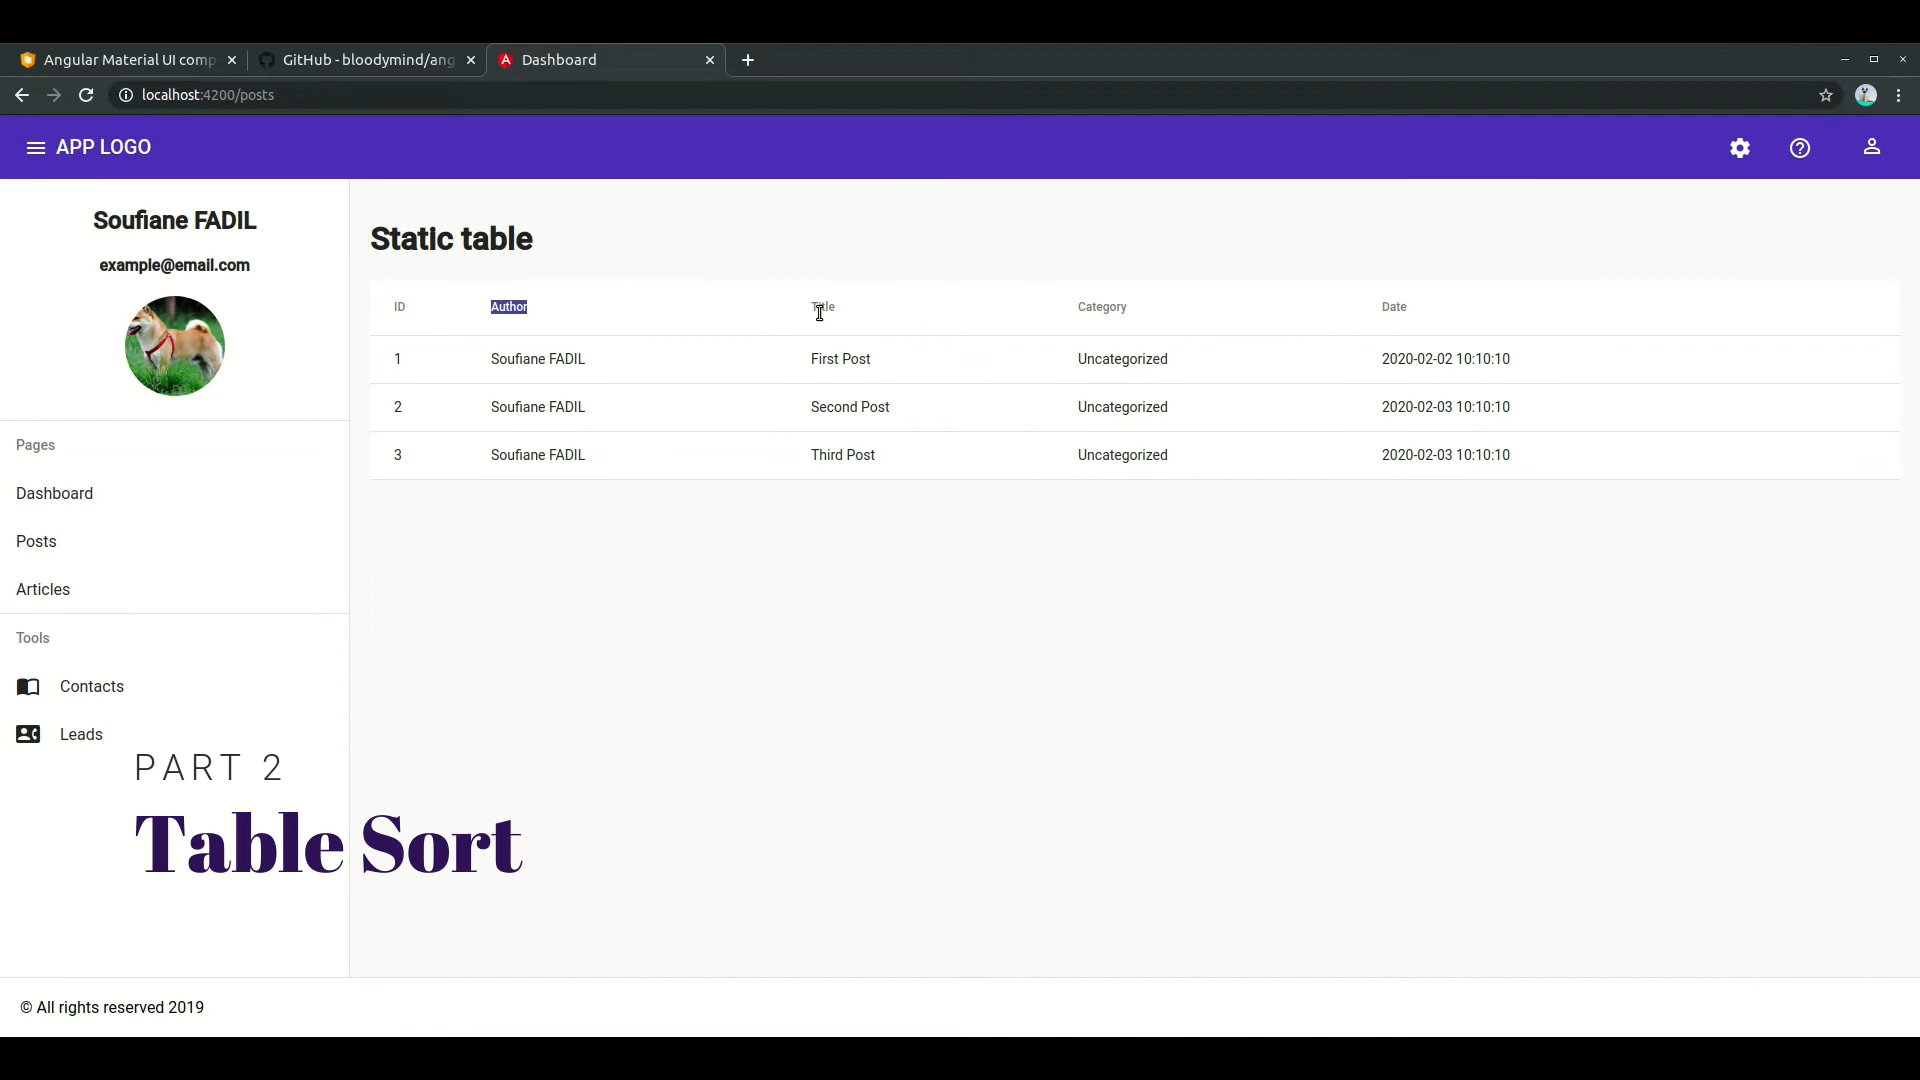 Angular Material UI comp
GitHub - bloodymind/ang
Dashboard
localhost:4200/posts
APP LOGO
Soufiane FADIL
example@email.com
Pages
Dashboard
Posts
Articles
Tools
Contacts
Leads
Static table
ID Author Title Category Date
1 Soufiane FADIL First Post Uncategorized 2020-02-02 10:10:10
2 Soufiane FADIL Second Post Uncategorized 2020-02-03 10:10:10
3 Soufiane FADIL Third Post Uncategorized 2020-02-03 10:10:10
PART 2
Table Sort
© All rights reserved 2019